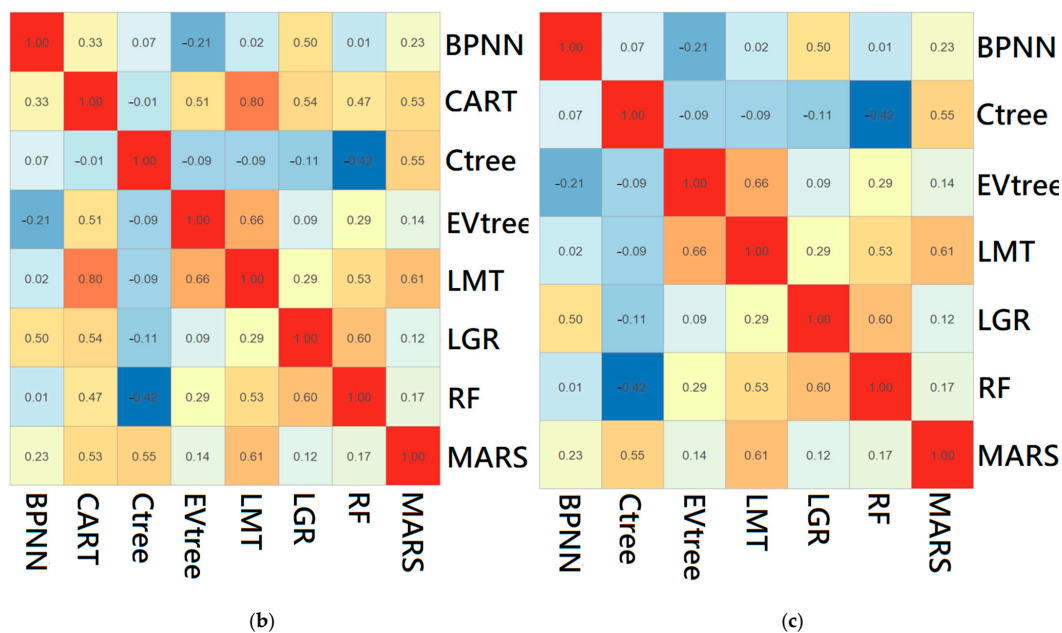 1.00 0.33 0.07 -0.21 0.02 0.50 0.01 0.23 BPNN
0.33 1.00 -0.01 0.51 0.80 0.54 0.47 0.53 CART
0.07 -0.01 1.00 -0.09 -0.09 -0.11 -0.42 0.55 Ctree
-0.21 0.51 -0.09 1.00 0.66 0.09 0.29 0.14 EVtree
0.02 0.80 -0.09 0.66 1.00 0.29 0.53 0.61 LMT
0.50 0.54 -0.11 0.09 0.29 1.00 0.60 0.12 LGR
0.01 0.47 -0.42 0.29 0.53 0.60 1.00 0.17 RF
0.23 0.53 0.55 0.14 0.61 0.12 0.17 1.00 MARS
BPNN CART Ctree EVtree LMT LGR RF MARS
(b)
1.00 0.07 -0.21 0.02 0.50 0.01 0.23 BPNN
0.07 1.00 -0.09 -0.09 -0.11 -0.42 0.55 Ctree
-0.21 -0.09 1.00 0.66 0.09 0.29 0.14 EVtree
0.02 -0.09 0.66 1.00 0.29 0.53 0.61 LMT
0.50 -0.11 0.09 0.29 1.00 0.60 0.12 LGR
0.01 -0.42 0.29 0.53 0.60 1.00 0.17 RF
0.23 0.55 0.14 0.61 0.12 0.17 1.00 MARS
BPNN Ctree EVtree LMT LGR RF MARS
(c)